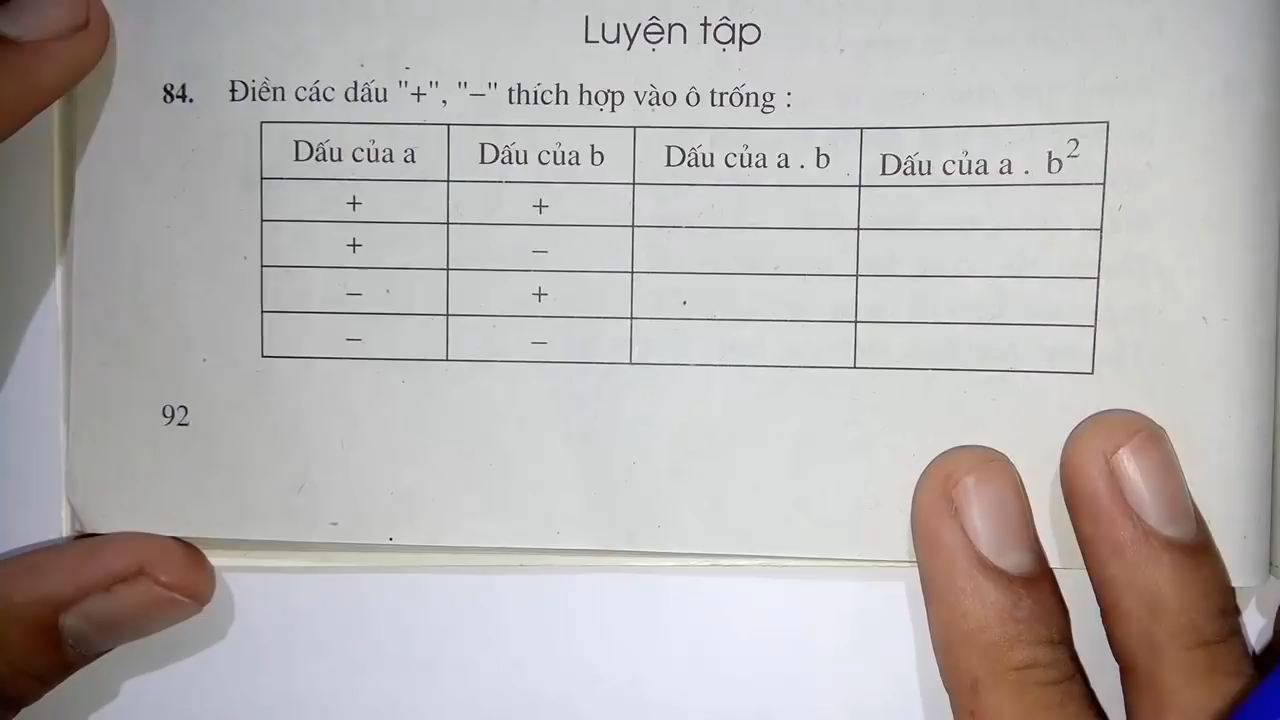 Luyện tập
84. Điền các dấu "+", "–" thích hợp vào ô trống :
Dấu của a Dấu của b Dấu của a . b Dấu của a . b²
+ +
+ –
– +
– –
92